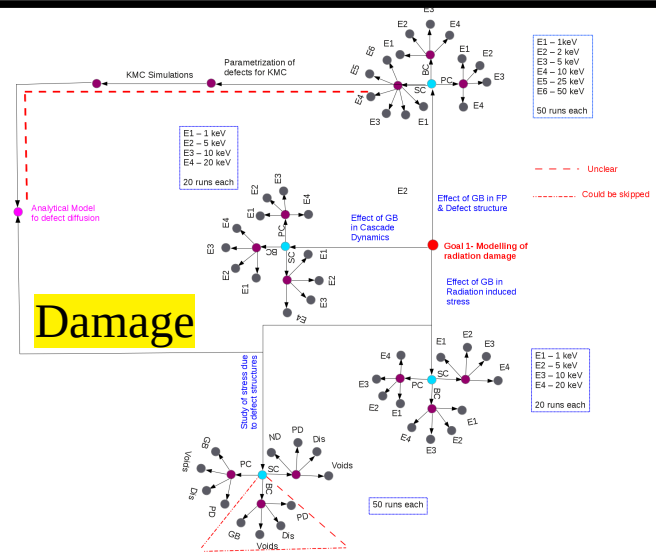 E3
E2
E4
E1
E6
E5
E4
E3
E1
BC
PC
SC
E1
E2
E3
E4
E1 – 1keV
E2 – 2 keV
E3 – 5 keV
E4 – 10 keV
E5 – 25 keV
E6 – 50 keV
50 runs each
KMC Simulations
Parametrization of
defects for KMC
E1 – 1 keV
E2 – 5 keV
E3 – 10 keV
E4 – 20 keV
20 runs each
Unclear
Could be skipped
Analytical Model
to defect diffusion
E3
E2
E4
E1
PC
E4
E3
E2
E1
BC
SC
E1
E2
E3
E4
E2
Effect of GB in FP
& Defect structure
Effect of GB
in Cascade
Dynamics
Goal 1- Modelling of
radiation damage
Effect of GB in
Radiation induced
stress
Damage
E4
E3
E2
E1
PC
SC
BC
E1
E2
E3
E4
E1
E2
E3
E4
E1 – 1 keV
E2 – 5 keV
E3 – 10 keV
E4 – 20 keV
20 runs each
Study of stress due
to defect structures
GB
Voids
Dis
PD
PC
SC
BC
ND
PD
Dis
Voids
PD
Dis
Voids
GB
50 runs each